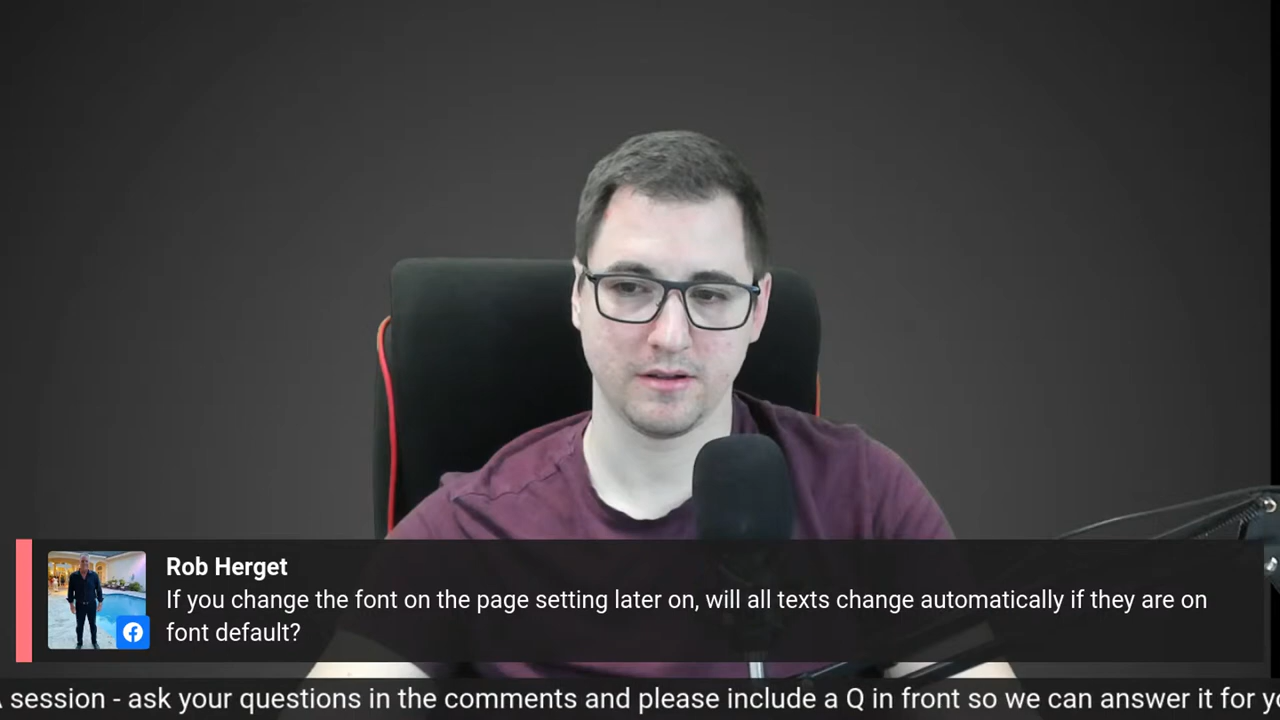 Rob Herget
If you change the font on the page setting later on, will all texts change automatically if they are on
font default?
session - ask your questions in the comments and please include a Q in front so we can answer it for